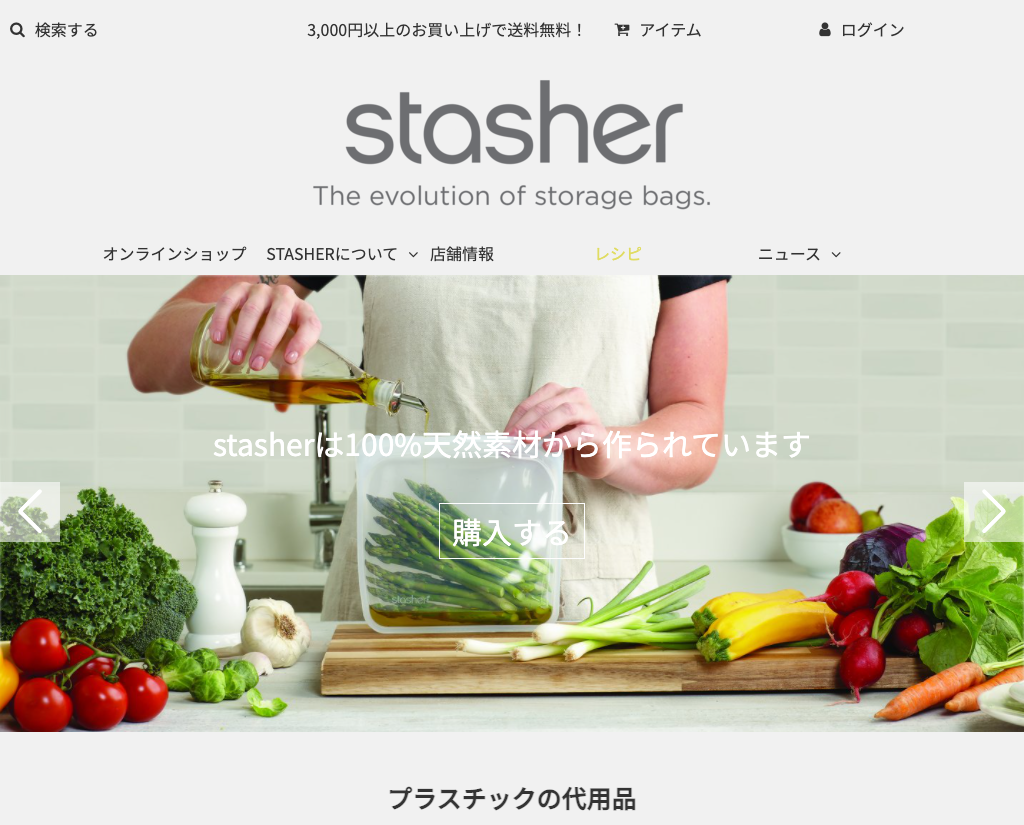 検索する
3,000円以上のお買い上げで送料無料！
アイテム
ログイン
stasher
The evolution of storage bags.
オンラインショップ
STASHERについて
店舗情報
レシピ
ニュース
stasherは100%天然素材から作られています
購入する
stasher
プラスチックの代用品